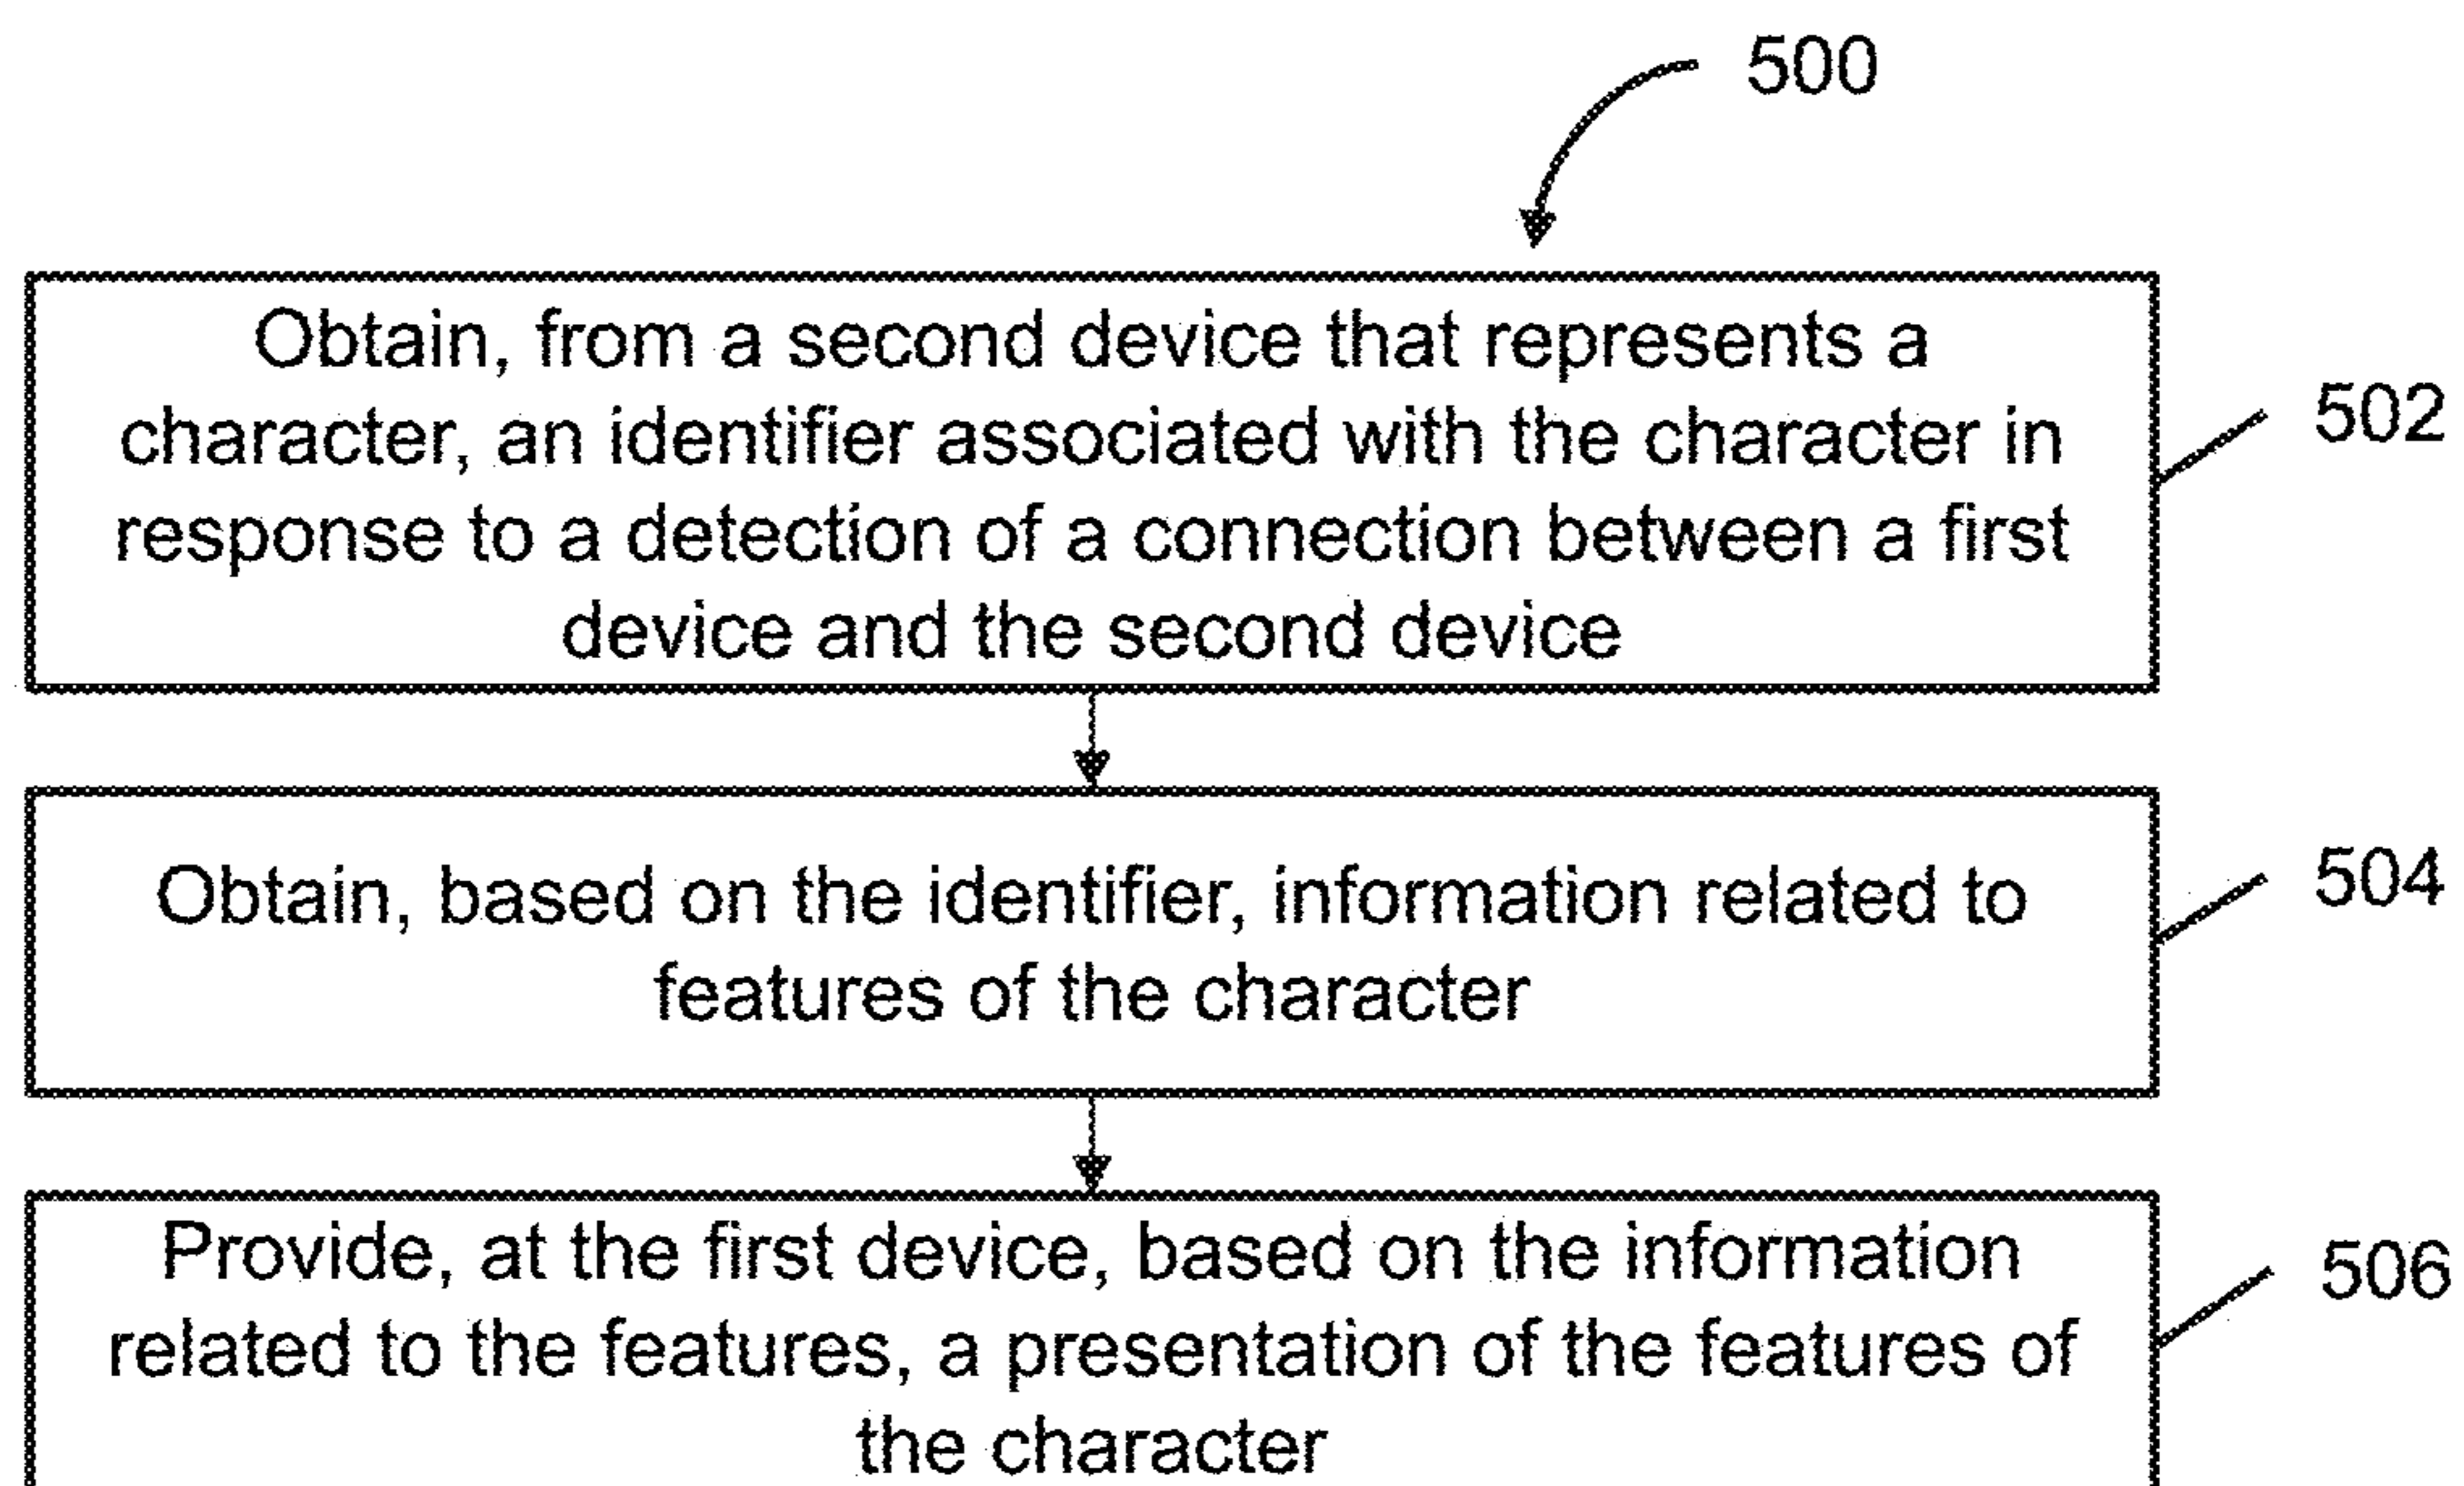 500
Obtain, from a second device that represents a
character, an identifier associated with the character in
response to a detection of a connection between a first
device and the second device
502
Obtain, based on the identifier, information related to
features of the character
504
Provide, at the first device, based on the information
related to the features, a presentation of the features of
the character
506